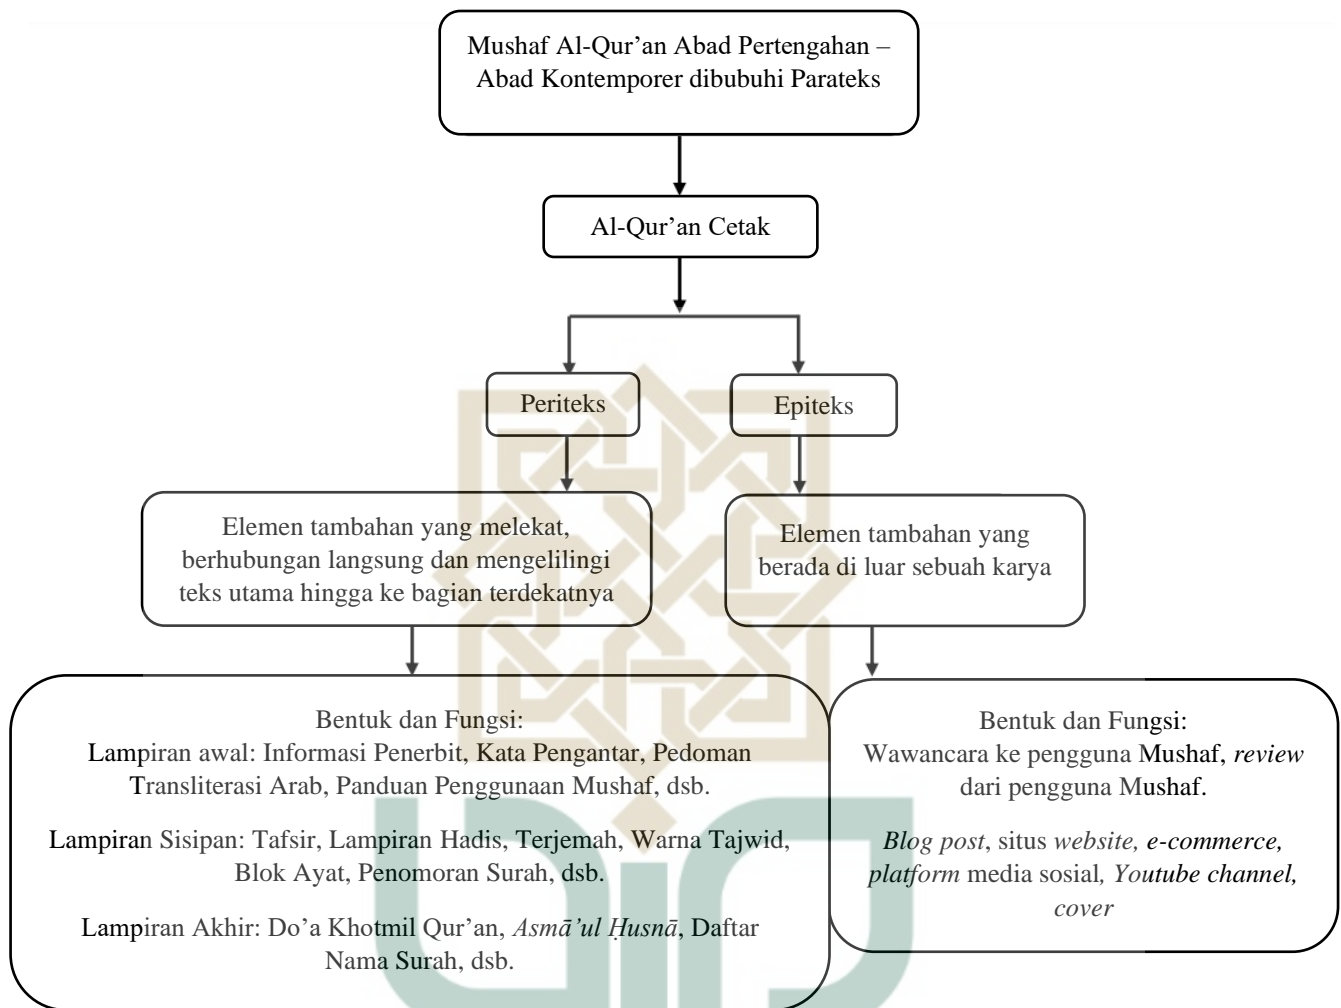 Mushaf Al-Qur’an Abad Pertengahan –
Abad Kontemporer dibubuhi Parateks
Al-Qur’an Cetak
Periteks
Epiteks
Elemen tambahan yang melekat,
berhubungan langsung dan mengelilingi
teks utama hingga ke bagian terdekatnya
Elemen tambahan yang
berada di luar sebuah karya
Bentuk dan Fungsi:
Lampiran awal: Informasi Penerbit, Kata Pengantar, Pedoman
Transliterasi Arab, Panduan Penggunaan Mushaf, dsb.
Lampiran Sisipan: Tafsir, Lampiran Hadis, Terjemah, Warna Tajwid,
Blok Ayat, Penomoran Surah, dsb.
Lampiran Akhir: Do’a Khotmil Qur’an, Asmā’ul Ḥusnā, Daftar
Nama Surah, dsb.
Bentuk dan Fungsi:
Wawancara ke pengguna Mushaf, review
dari pengguna Mushaf.
Blog post, situs website, e-commerce,
platform media sosial, Youtube channel,
cover